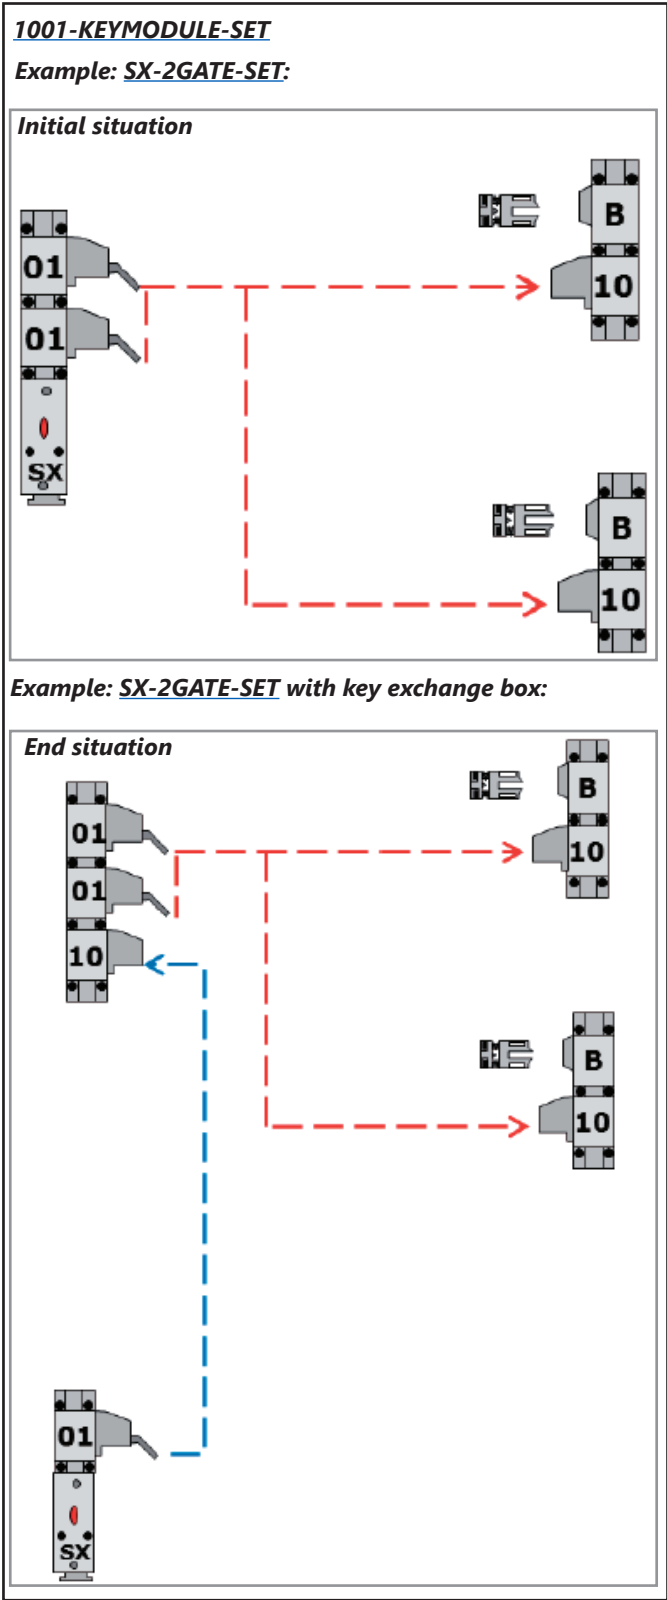 1001-KEYMODULE-SET
Example: SX-2GATE-SET:
Initial situation
B
01
10
01
SX
B
10
Example: SX-2GATE-SET with key exchange box:
End situation
B
01
10
01
10
B
10
01
SX